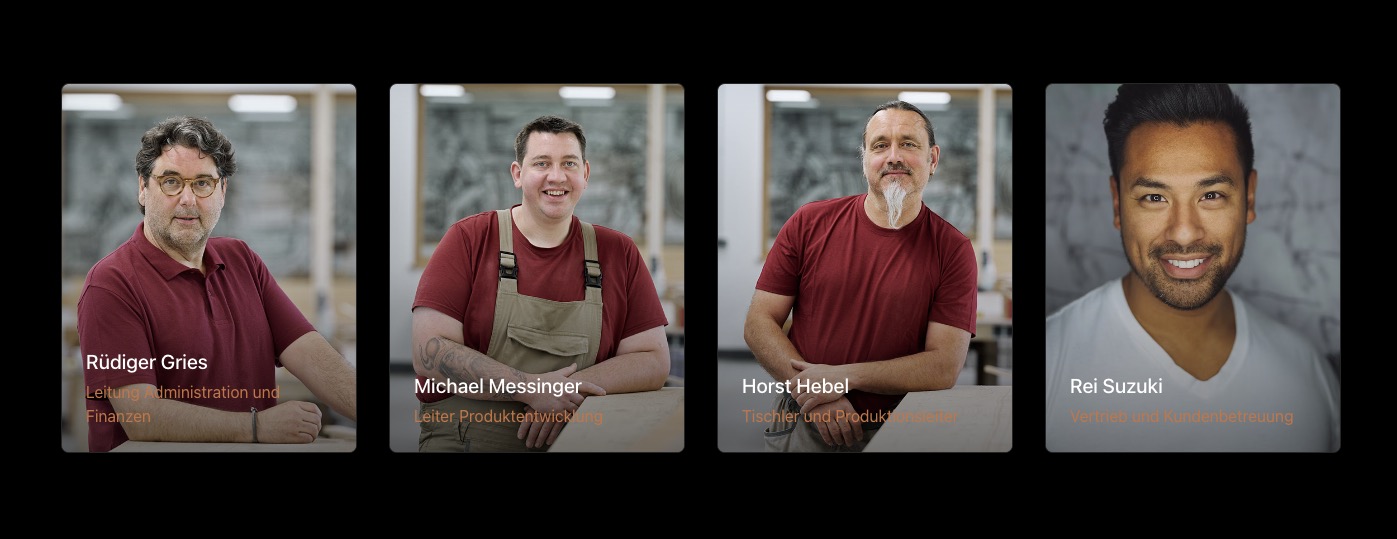 Rüdiger Gries
Leitung Administration und
Finanzen
Michael Messinger
Leiter Produktentwicklung
Horst Hebel
Tischler und Produktionsleiter
Rei Suzuki
Vertrieb und Kundenbetreuung